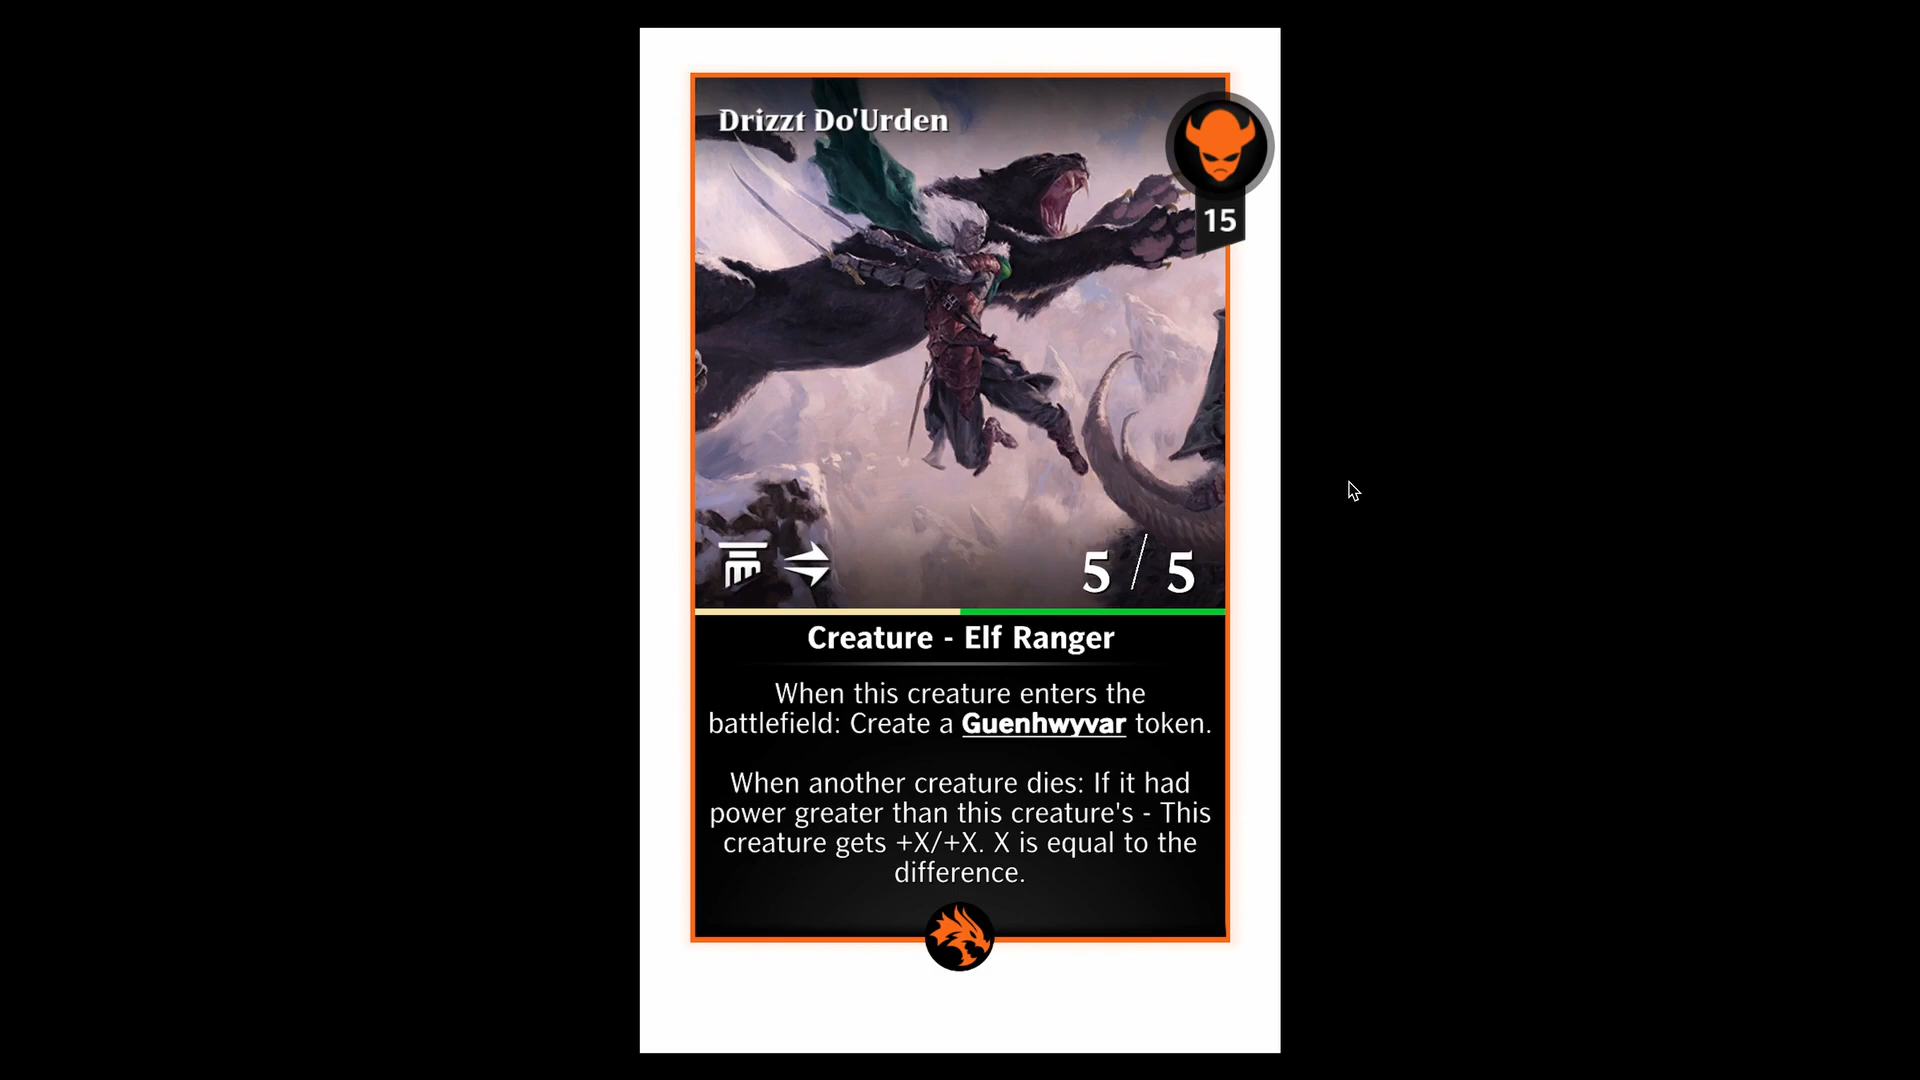 Drizzt Do'Urden
15
5 / 5
Creature - Elf Ranger
When this creature enters the
battlefield: Create a Guenhwyvar token.
When another creature dies: If it had
power greater than this creature's - This
creature gets +X/+X. X is equal to the
difference.